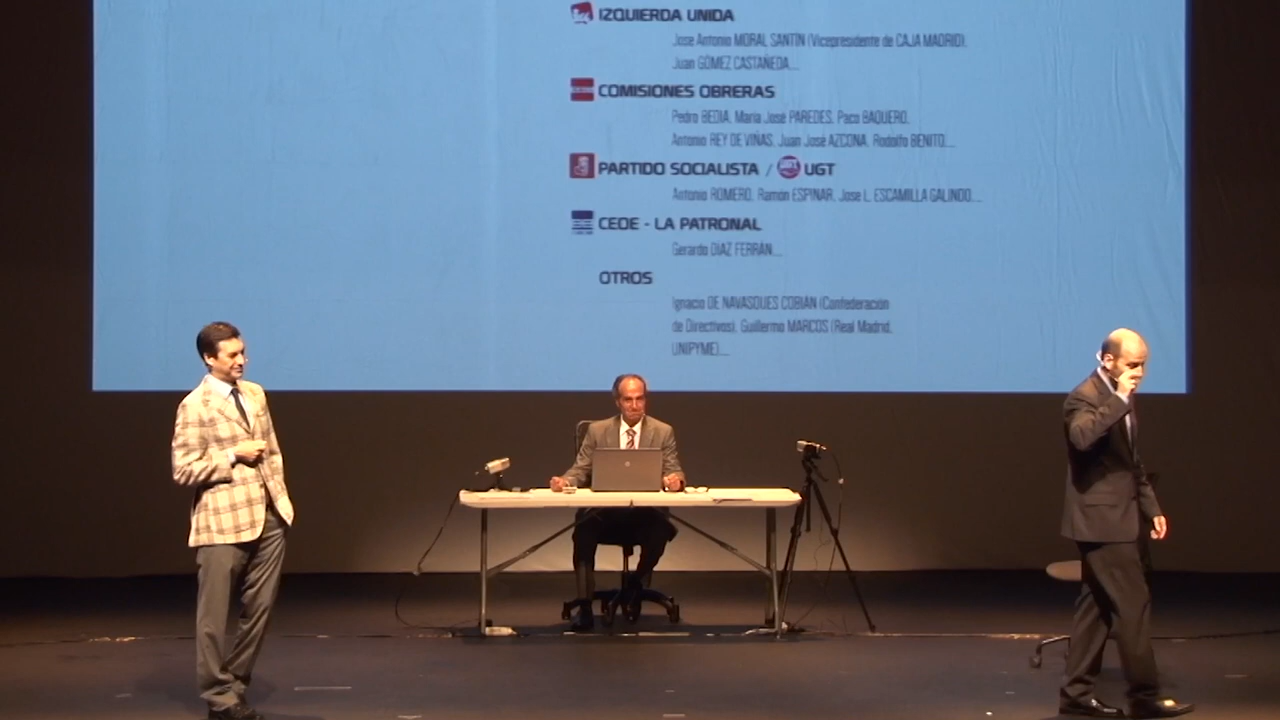 IZQUIERDA UNIDA
Jose Antonio MORAL SANTÍN (Vicepresidente de CAJA MADRID),
Juan GÓMEZ CASTAÑEDA...
COMISIONES OBRERAS
Pedro BEDIA, María José PAREDES, Paco BAQUERO,
Antonio REY DE VIÑAS, Juan José AZCONA, Rodolfo BENITO...
PARTIDO SOCIALISTA / UGT
Antonio ROMERO, Ramón ESPINAR, Jose L. ESCAMILLA GALINDO...
CEOE - LA PATRONAL
Gerardo DÍAZ FERRÁN...
OTROS
Ignacio DE NAVASQUES COBIÁN (Confederación
de Directivos), Guillermo MARCOS (Real Madrid,
UNIPYME)...